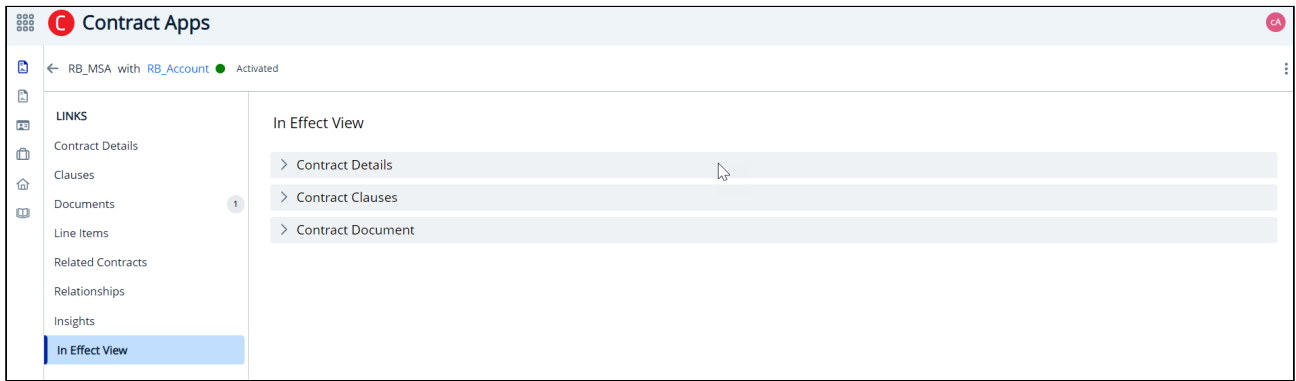 C Contract Apps
cA
RB_MSA with RB_Account Activated
LINKS
Contract Details
Clauses
Documents 1
Line Items
Related Contracts
Relationships
Insights
In Effect View
In Effect View
Contract Details
Contract Clauses
Contract Document